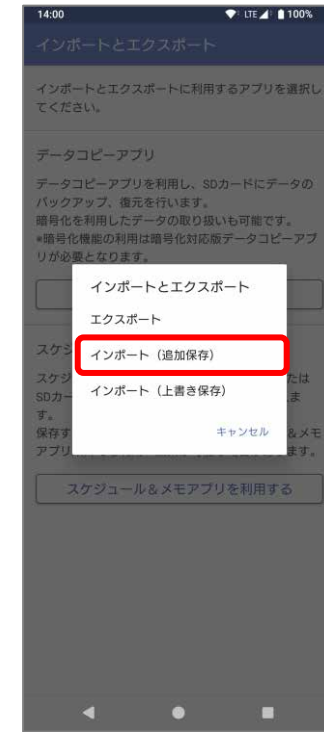 14:00 LTE 100%
インポートとエクスポート
インポートとエクスポートに利用するアプリを選択し
てください。
データコピーアプリ
データコピーアプリを利用し、SDカードにデータの
バックアップ、復元を行います。
暗号化を利用したデータの取り扱いも可能です。
*暗号化機能の利用は暗号化対応版データコピーアプ
リが必要となります。
インポートとエクスポート
エクスポート
スケジ
インポート（追加保存）
スケジ たは
SDカー ま
インポート（上書き保存）
す。
保存す &メモ
キャンセル
アプリ ます。
スケジュール&メモアプリを利用する